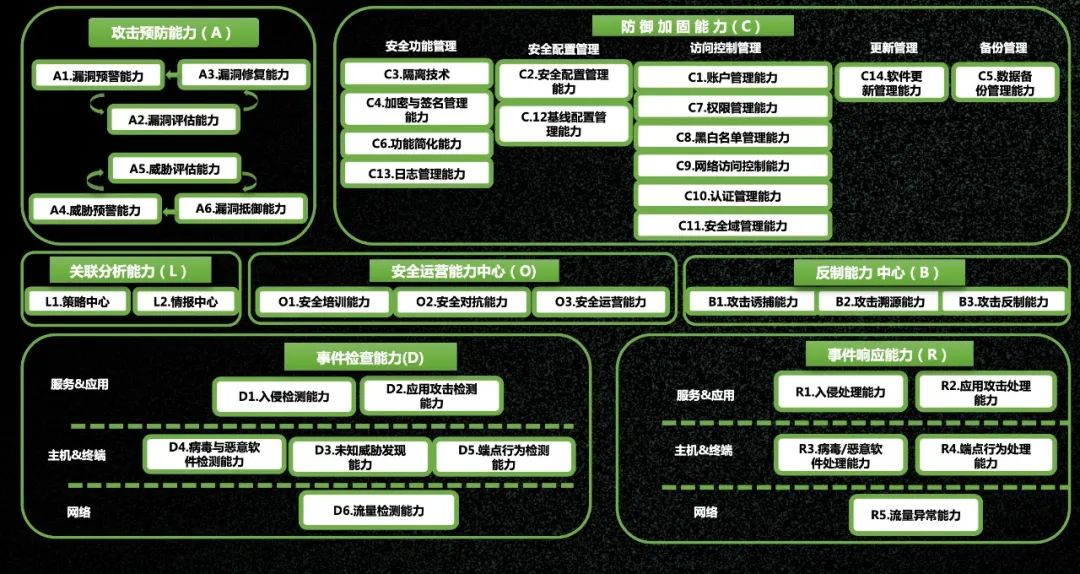 攻击预防能力（A）
A1.漏洞预警能力
A3.漏洞修复能力
A2.漏洞评估能力
A5.威胁评估能力
A4.威胁预警能力
A6.漏洞抵御能力
防御加固能力（C）
安全功能管理
C3.隔离技术
C4.加密与签名管理
能力
C6.功能简化能力
C13.日志管理能力
安全配置管理
C2.安全配置管理
能力
C.12基线配置管
理能力
访问控制管理
C1.账户管理能力
C7.权限管理能力
C8.黑白名单管理能力
C9.网络访问控制能力
C10.认证管理能力
C11.安全域管理能力
更新管理
C14.软件更
新管理能力
备份管理
C5.数据备
份管理能力
关联分析能力（L）
L1.策略中心
L2.情报中心
安全运营能力中心（O)
O1.安全培训能力
O2.安全对抗能力
O3.安全运营能力
反制能力 中心（B）
B1.攻击诱捕能力
B2.攻击溯源能力
B3.攻击反制能力
事件检查能力(D)
服务&应用
D1.入侵检测能力
D2.应用攻击检测
能力
主机&终端
D4.病毒与恶意软
件检测能力
D3.未知威胁发现
能力
D5.端点行为检测
能力
网络
D6.流量检测能力
事件响应能力（R）
服务&应用
R1.入侵处理能力
R2.应用攻击处理
能力
主机&终端
R3.病毒/恶意软
件处理能力
R4.端点行为处理
能力
网络
R5.流量异常能力